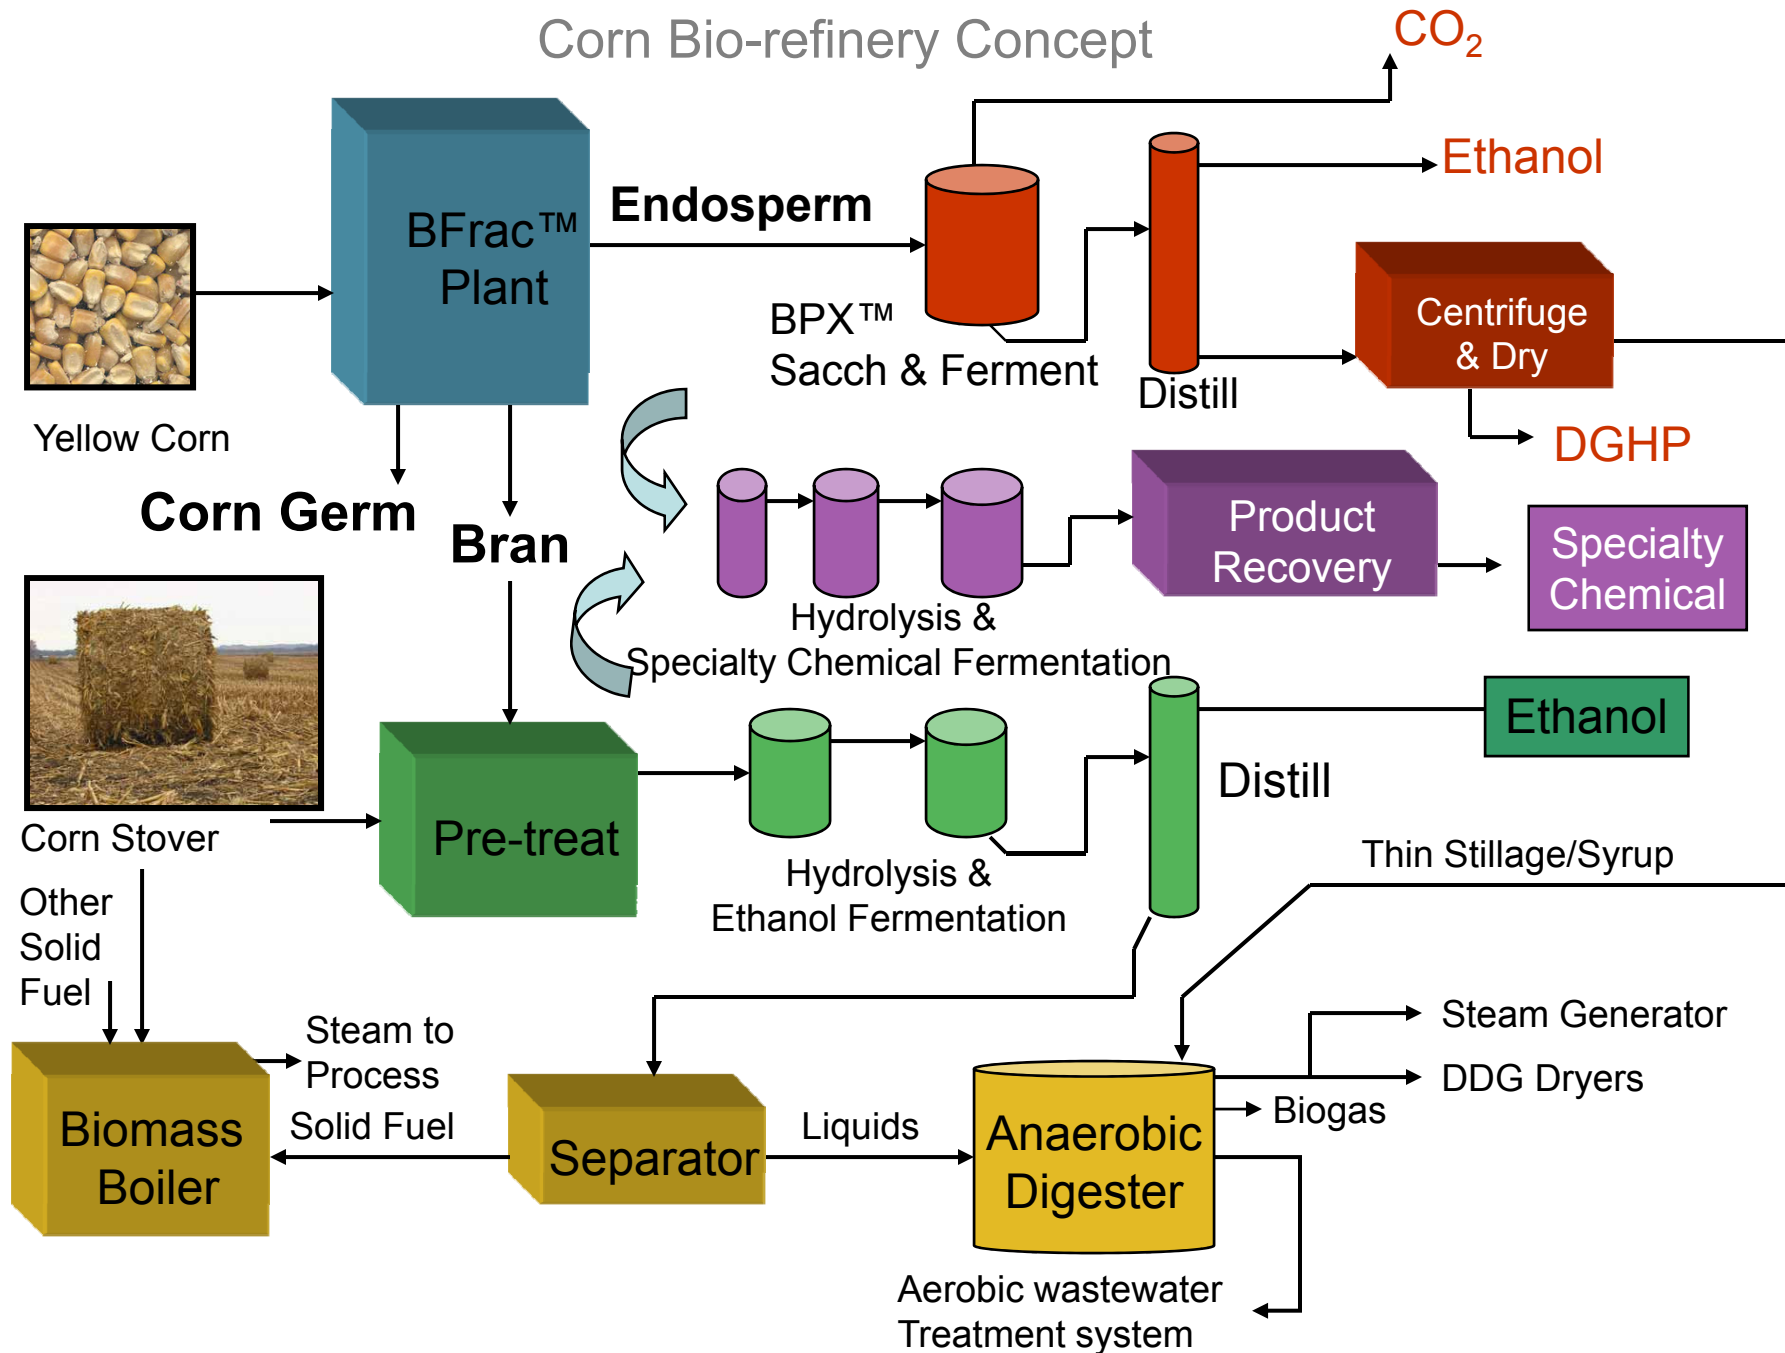 Corn Bio-refinery Concept
CO₂
Ethanol
BFrac™
Plant
Endosperm
BPX™
Sacch & Ferment
Distill
Centrifuge
& Dry
DGHP
Yellow Corn
Corn Germ
Bran
Product
Recovery
Specialty
Chemical
Hydrolysis &
Specialty Chemical Fermentation
Ethanol
Distill
Pre-treat
Corn Stover
Hydrolysis &
Ethanol Fermentation
Thin Stillage/Syrup
Other
Solid
Fuel
Steam to
Process
Steam Generator
DDG Dryers
Biogas
Solid Fuel
Liquids
Biomass
Boiler
Separator
Anaerobic
Digester
Aerobic wastewater
Treatment system